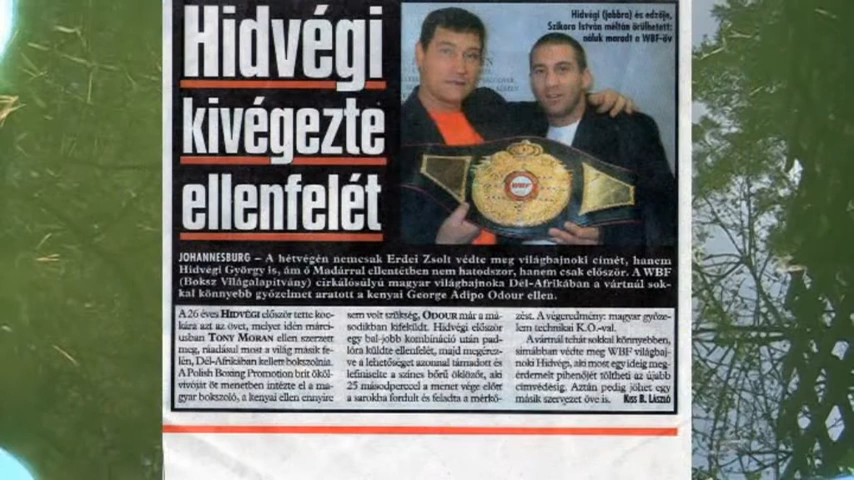 Hidvégi
kivégezte
ellenfelét
Hidvégi (jobbra) és edzője,
Szikora István méltán örülhetett:
náluk maradt a WBF-öv
JOHANNESBURG – A hétvégén nemcsak Erdei Zsolt védte meg világbajnoki címét, hanem
Hidvégi György is, ám ő Madárral ellentétben nem hatodszor, hanem csak először. A WBF
(Boksz Világalapítvány) cirkálósúlyú magyar világbajnoka Dél-Afrikában a vártnál sok-
kal könnyebb győzelmet aratott a kenyai George Adipo Odour ellen.
A 26 éves HIDVÉGI először tette koc-
kára azt az övet, melyet idén márci-
usban TONY MORAN ellen szerzett
meg, ráadásul most a világ másik fe-
lén, Dél-Afrikában kellett bokszolnia.
A Polish Boxing Promotion brit ököl-
vívóját öt menetben intézte el a ma-
gyar bokszoló, a kenyai ellen ennyire
sem volt szükség, ODOUR már a má-
sodikban kifeküdt. Hidvégi először
egy bal-jobb kombináció után pad-
lóra küldte ellenfelét, majd megérez-
ve a lehetőséget azonnal támadott és
lefiniselte a színes bőrű öklözőt, aki
25 másodperccel a menet vége előtt
a sarokba fordult és feladta a mérkő-
zést. A végeredmény: magyar győze-
lem technikai K.O.-val.
A vártnál tehát sokkal könnyebben,
simábban védte meg WBF világbaj-
noki Hidvégi, aki most egy ideig meg-
érdemelt pihenőjét töltheti az újabb
címvédésig. Aztán pedig jöhet egy
másik szervezet öve is. Kiss B. László